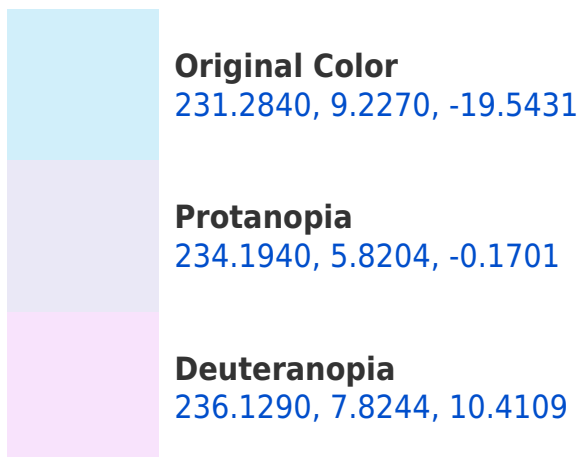 Original Color
231.2840, 9.2270, -19.5431
Protanopia
234.1940, 5.8204, -0.1701
Deuteranopia
236.1290, 7.8244, 10.4109